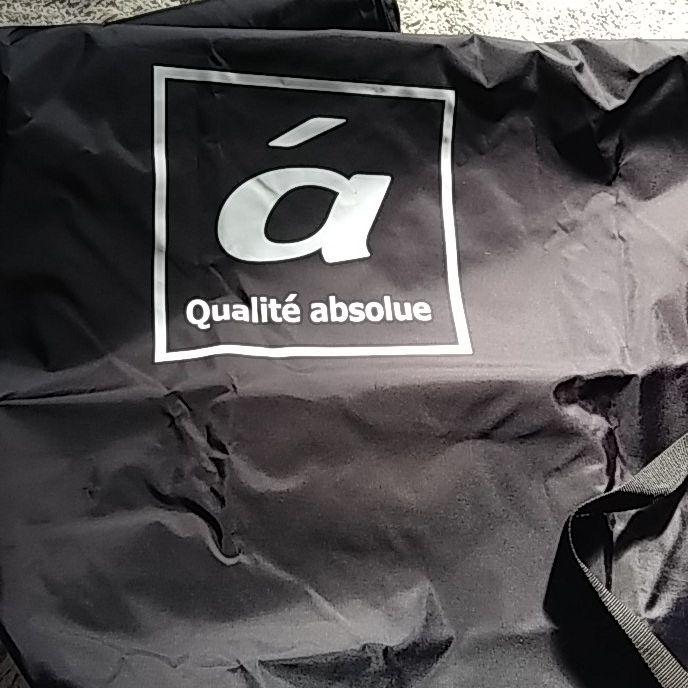 á
Qualité absolue